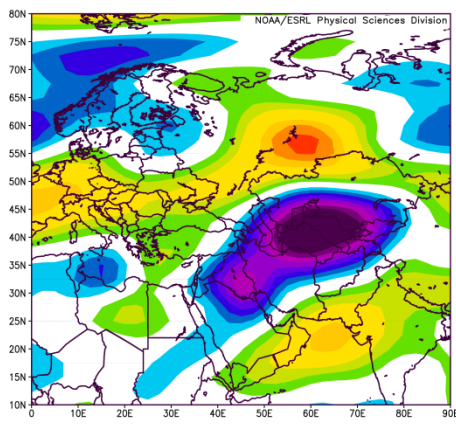 NOAA/ESRL Physical Sciences Division
80N
75N
70N
65N
60N
55N
50N
45N
40N
35N
30N
25N
20N
15N
10N
0 10E 20E 30E 40E 50E 60E 70E 80E 90E